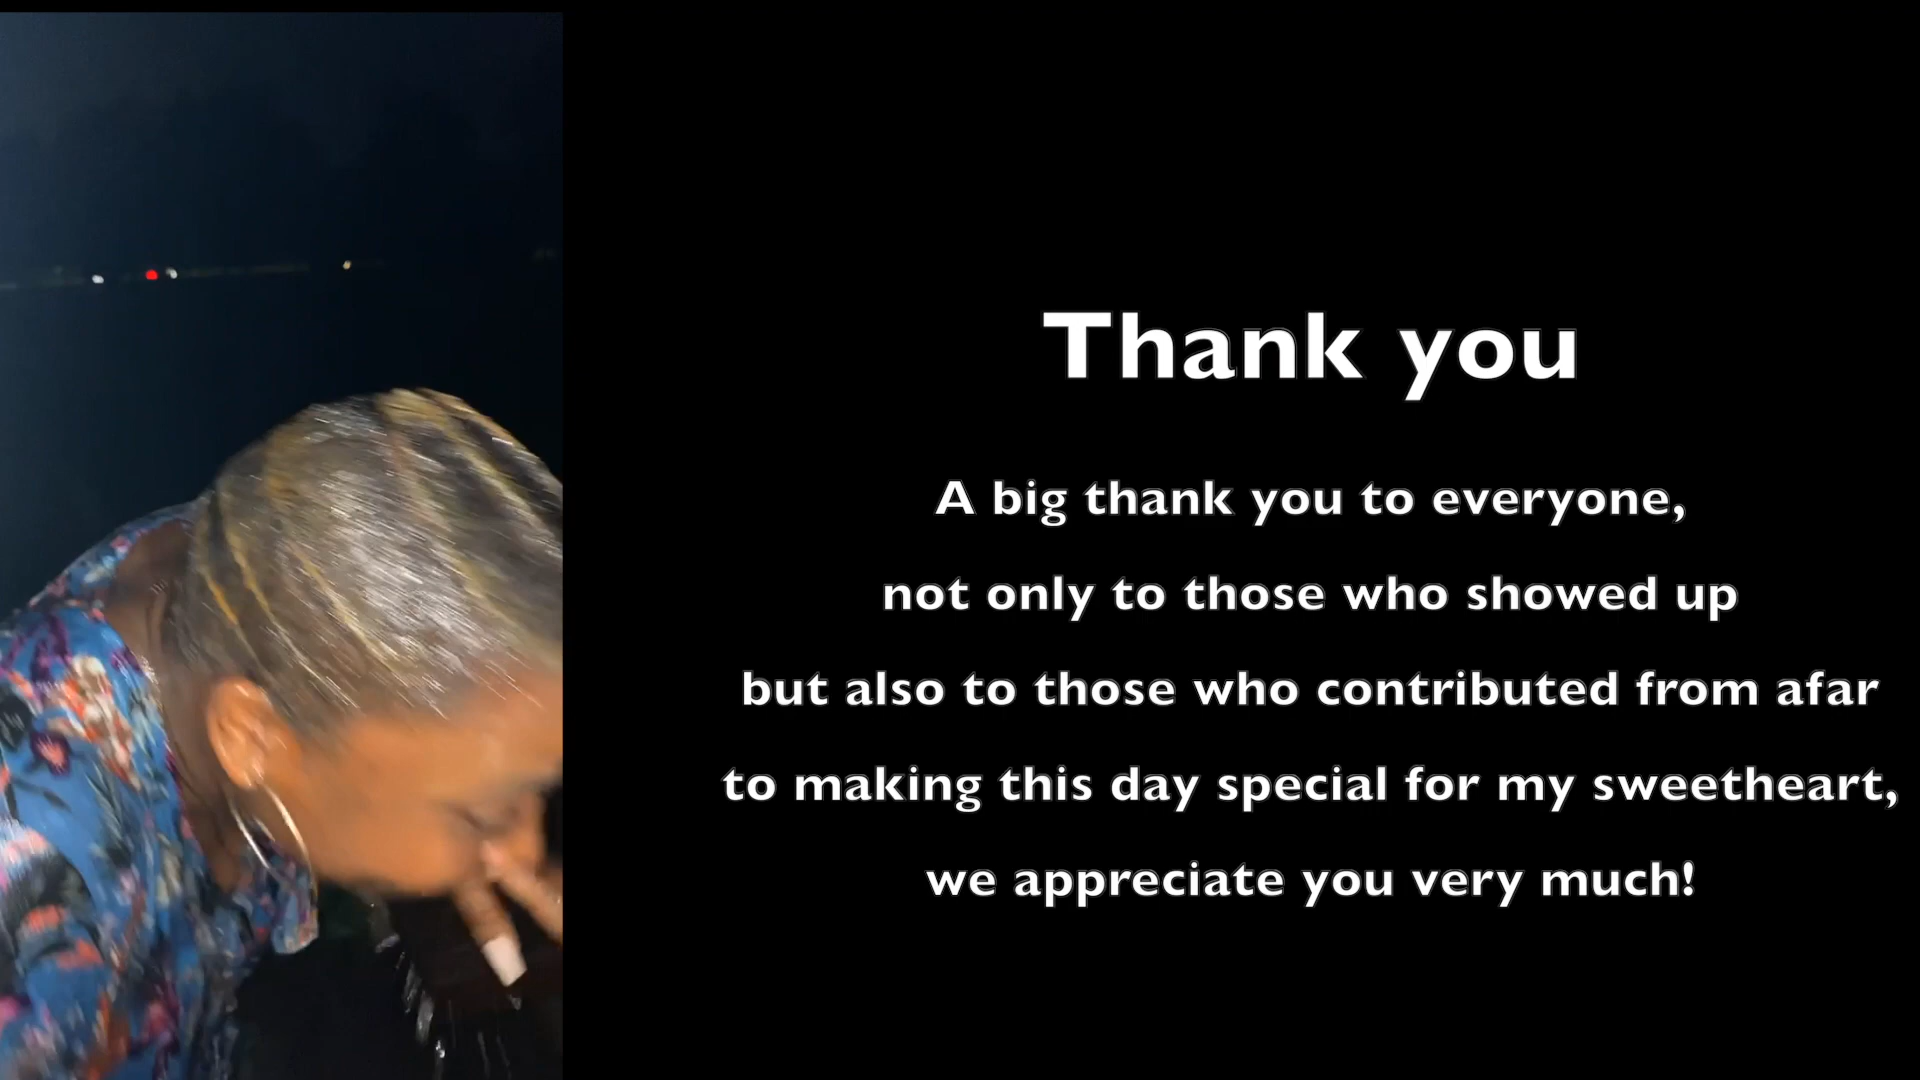 Thank you
A big thank you to everyone,
not only to those who showed up
but also to those who contributed from afar
to making this day special for my sweetheart,
we appreciate you very much!